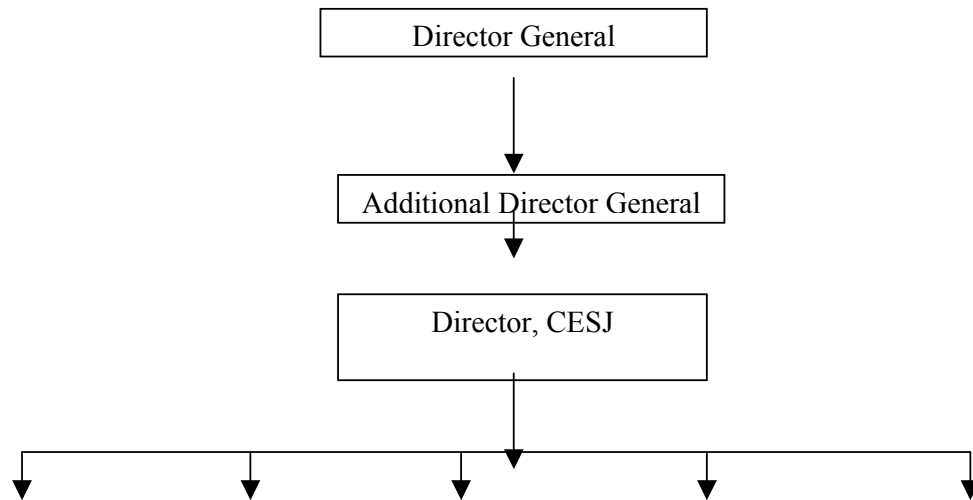 Director General
Additional Director General
Director, CESJ